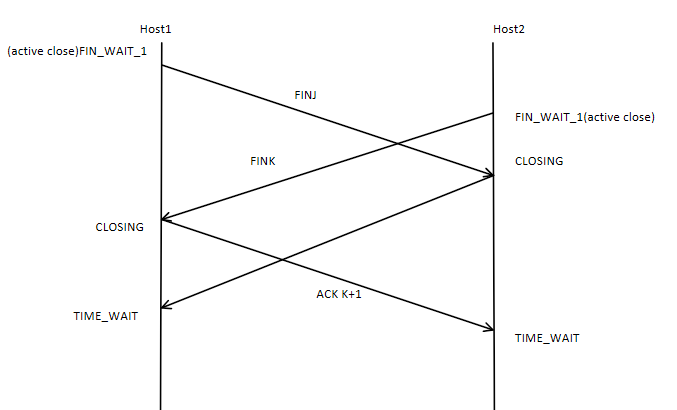 Host1
Host2
(active close)FIN_WAIT_1
FINJ
FIN_WAIT_1(active close)
FINK
CLOSING
CLOSING
ACK K+1
TIME_WAIT
TIME_WAIT